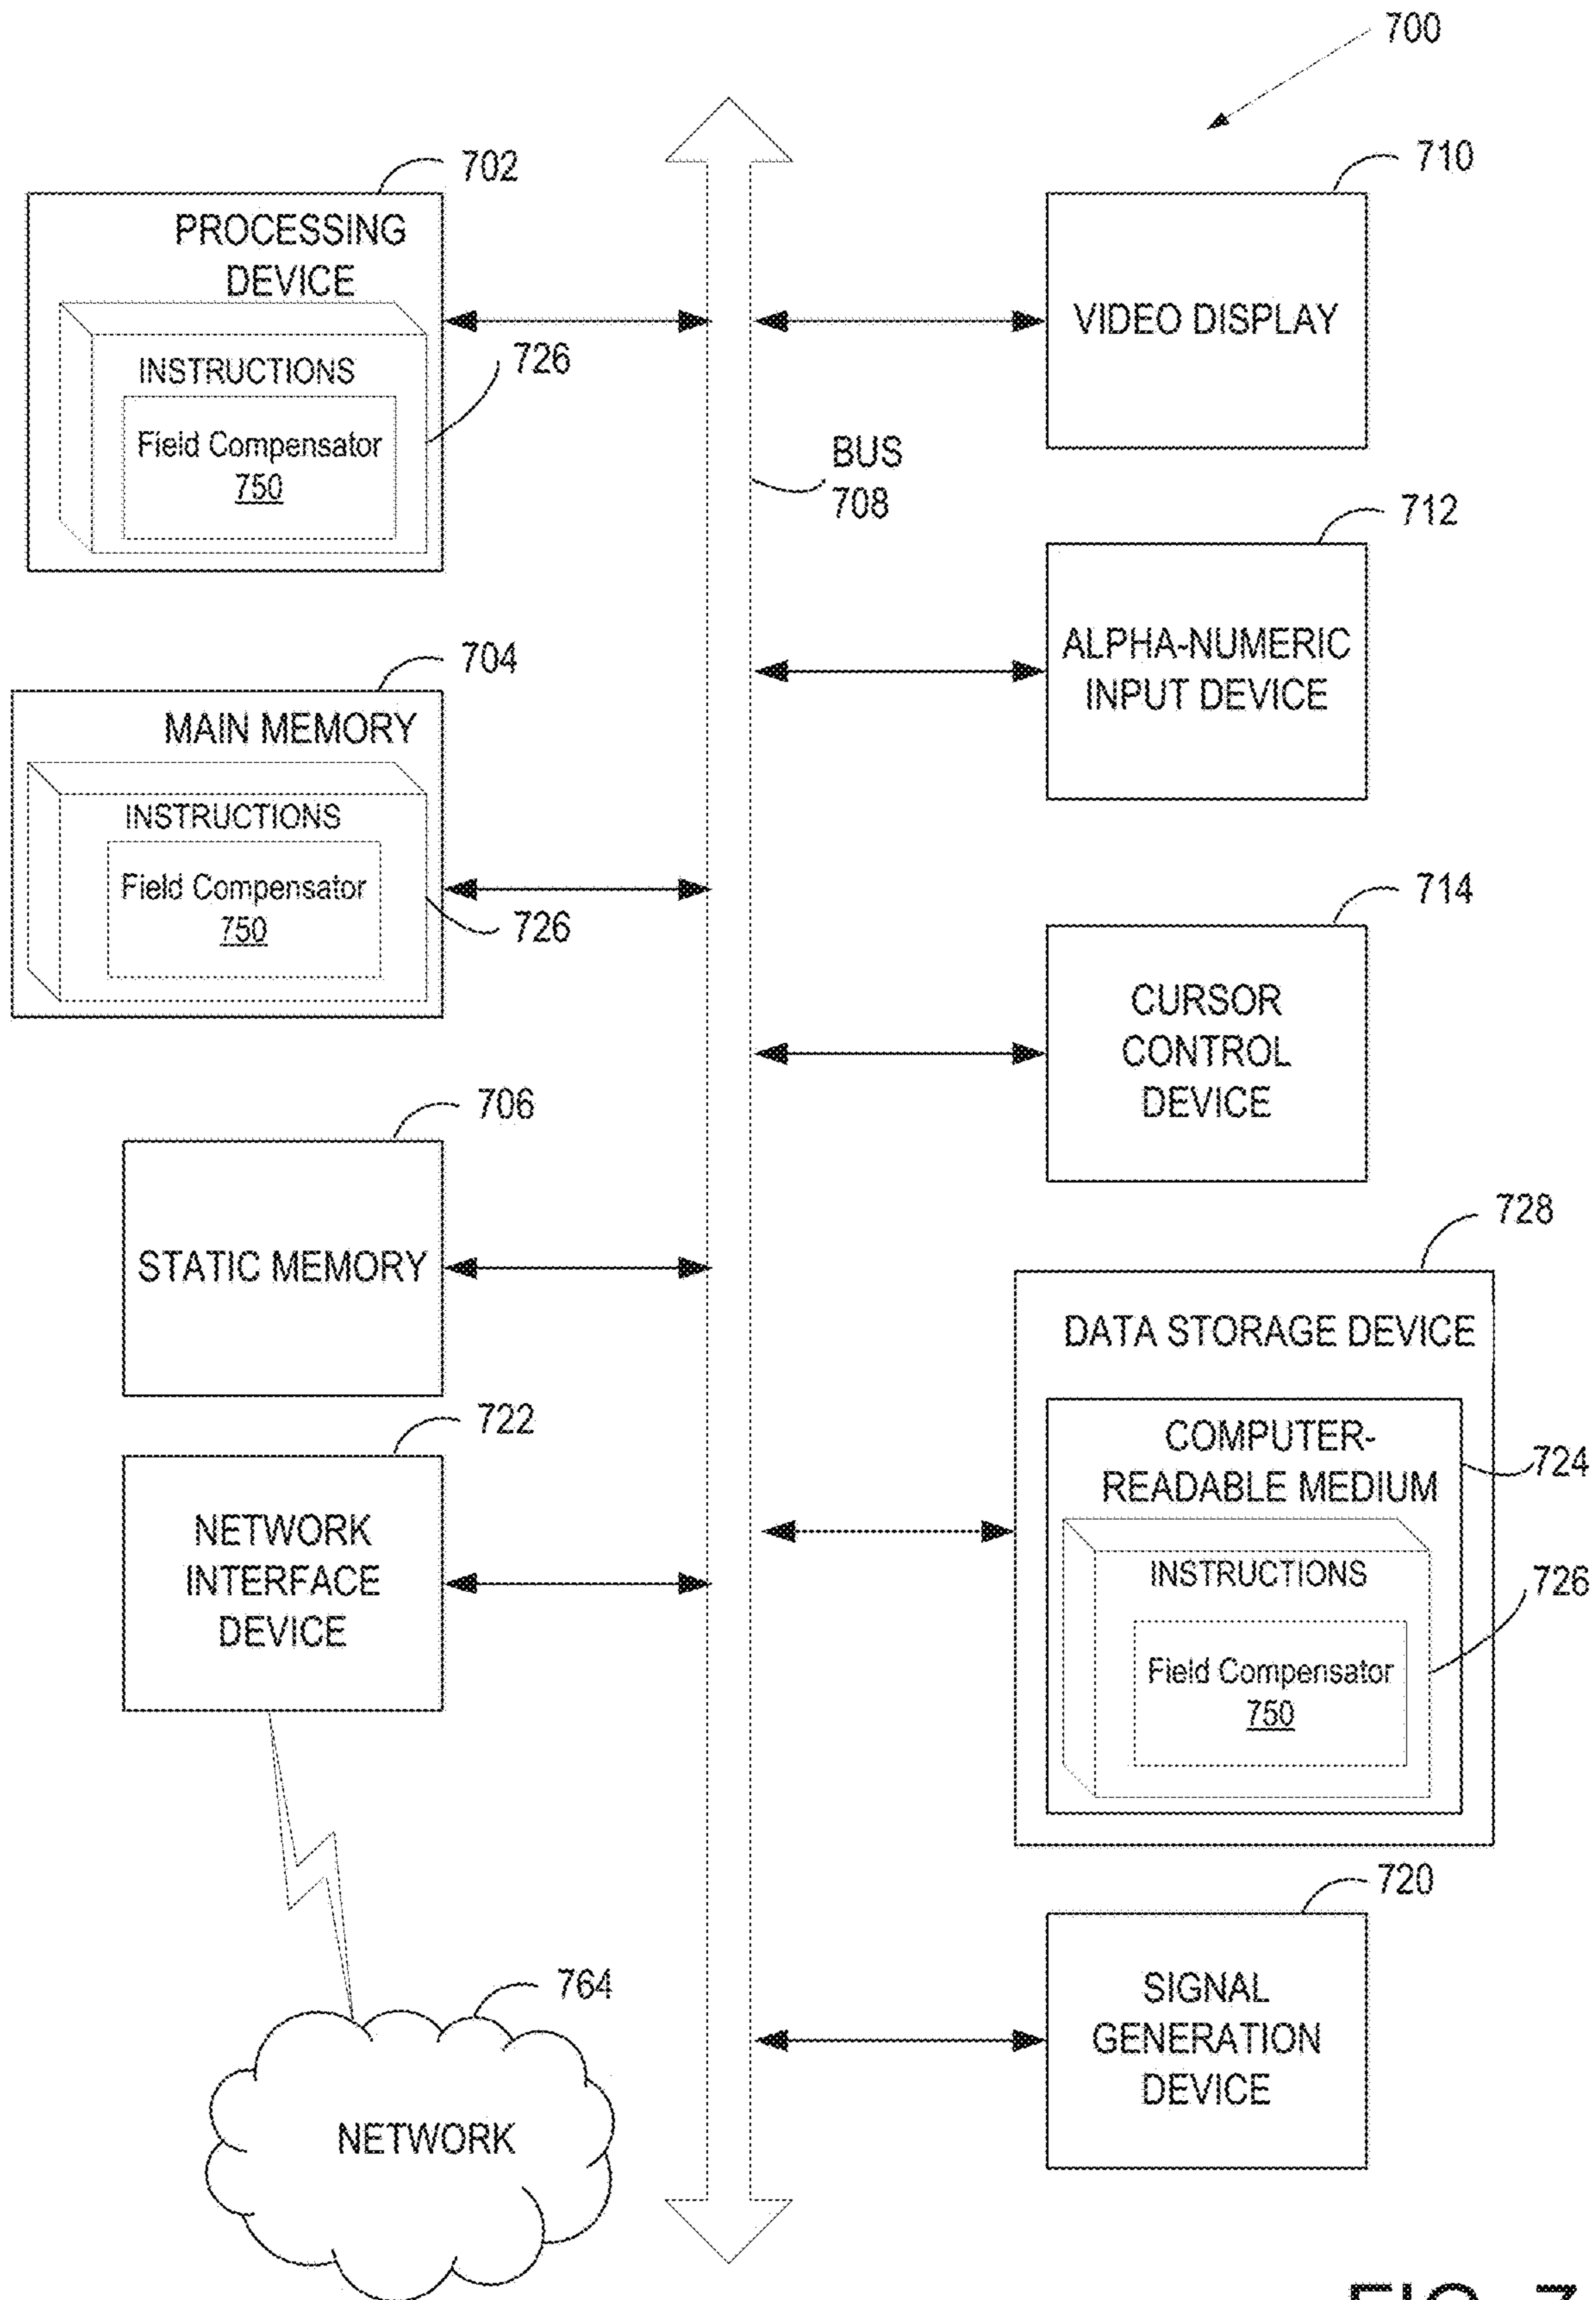 700
702
PROCESSING
DEVICE
INSTRUCTIONS
726
Field Compensator
750
704
MAIN MEMORY
INSTRUCTIONS
Field Compensator
750
726
706
STATIC MEMORY
722
NETWORK
INTERFACE
DEVICE
764
NETWORK
BUS
708
710
VIDEO DISPLAY
712
ALPHA-NUMERIC
INPUT DEVICE
714
CURSOR
CONTROL
DEVICE
728
DATA STORAGE DEVICE
COMPUTER-
READABLE MEDIUM
724
INSTRUCTIONS
726
Field Compensator
750
720
SIGNAL
GENERATION
DEVICE
FIG. 7